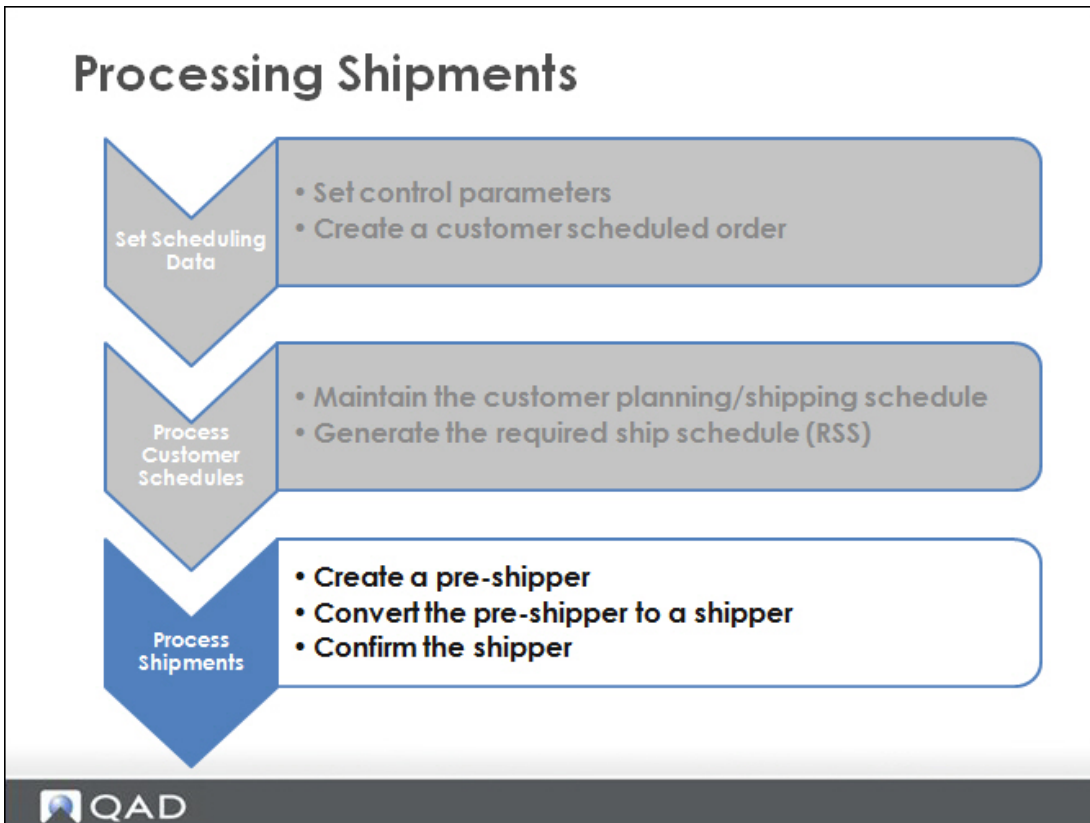 Processing Shipments
Set Scheduling
Data
• Set control parameters
• Create a customer scheduled order
Process
Customer
Schedules
• Maintain the customer planning/shipping schedule
• Generate the required ship schedule (RSS)
Process
Shipments
• Create a pre-shipper
• Convert the pre-shipper to a shipper
• Confirm the shipper
QAD